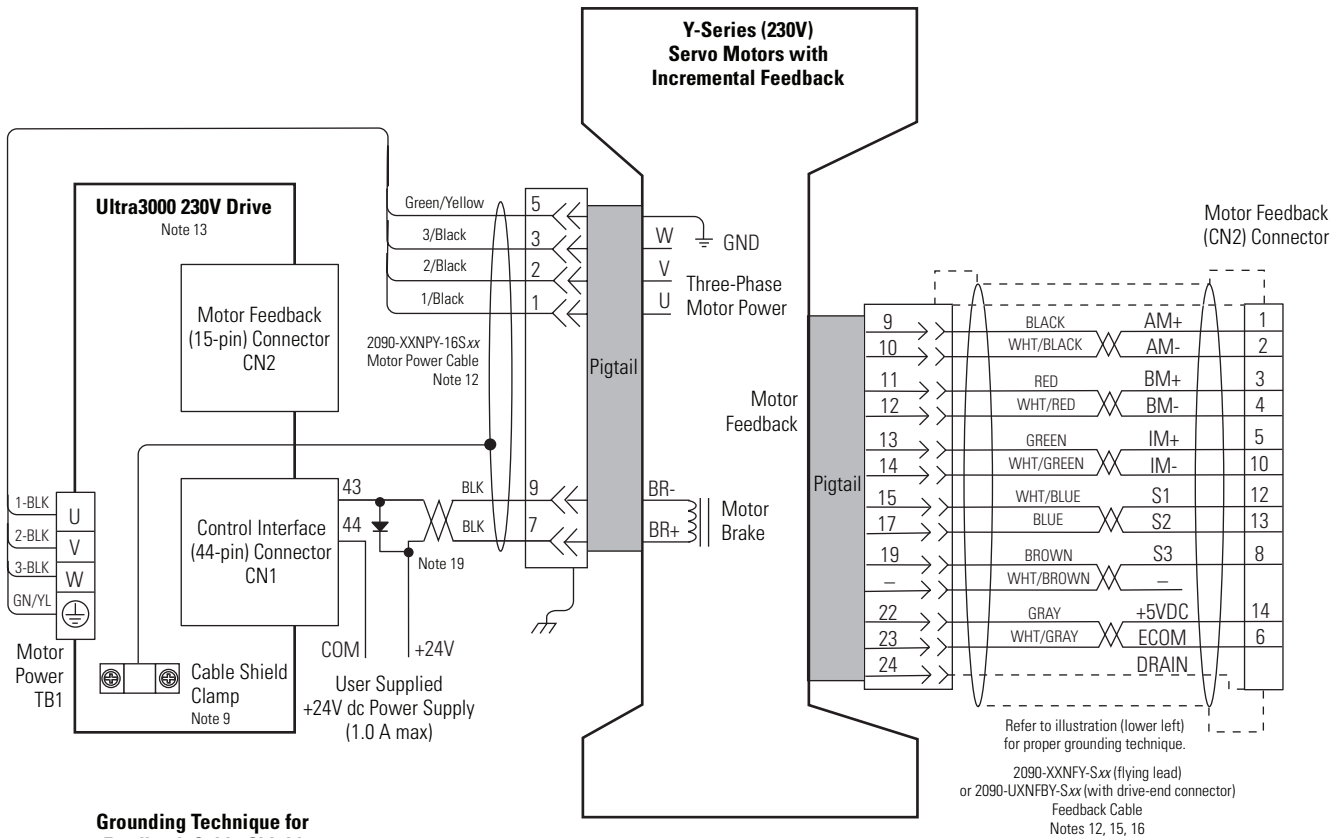 Y-Series (230V)
Servo Motors with
Incremental Feedback
Ultra3000 230V Drive
Note 13
Motor Feedback
(15-pin) Connector
CN2
Control Interface
(44-pin) Connector
CN1
1-BLK
2-BLK
3-BLK
GN/YL
U
V
W
Motor
Power
TB1
Cable Shield
Clamp
Note 9
Green/Yellow
3/Black
2/Black
1/Black
5
3
2
1
2090-XXNPY-16Sxx
Motor Power Cable
Note 12
43
44
BLK
BLK
9
7
Note 19
COM
+24V
User Supplied
+24V dc Power Supply
(1.0 A max)
Pigtail
W
V
U
GND
Three-Phase
Motor Power
BR-
BR+
Motor
Brake
Motor
Feedback
Pigtail
Motor Feedback
(CN2) Connector
9 BLACK AM+ 1
10 WHT/BLACK AM- 2
11 RED BM+ 3
12 WHT/RED BM- 4
13 GREEN IM+ 5
14 WHT/GREEN IM- 10
15 WHT/BLUE S1 12
17 BLUE S2 13
19 BROWN S3 8
– WHT/BROWN –
22 GRAY +5VDC 14
23 WHT/GRAY ECOM 6
24 DRAIN
Refer to illustration (lower left)
for proper grounding technique.
2090-XXNFY-Sxx (flying lead)
or 2090-UXNFBY-Sxx (with drive-end connector)
Feedback Cable
Notes 12, 15, 16
Grounding Technique for